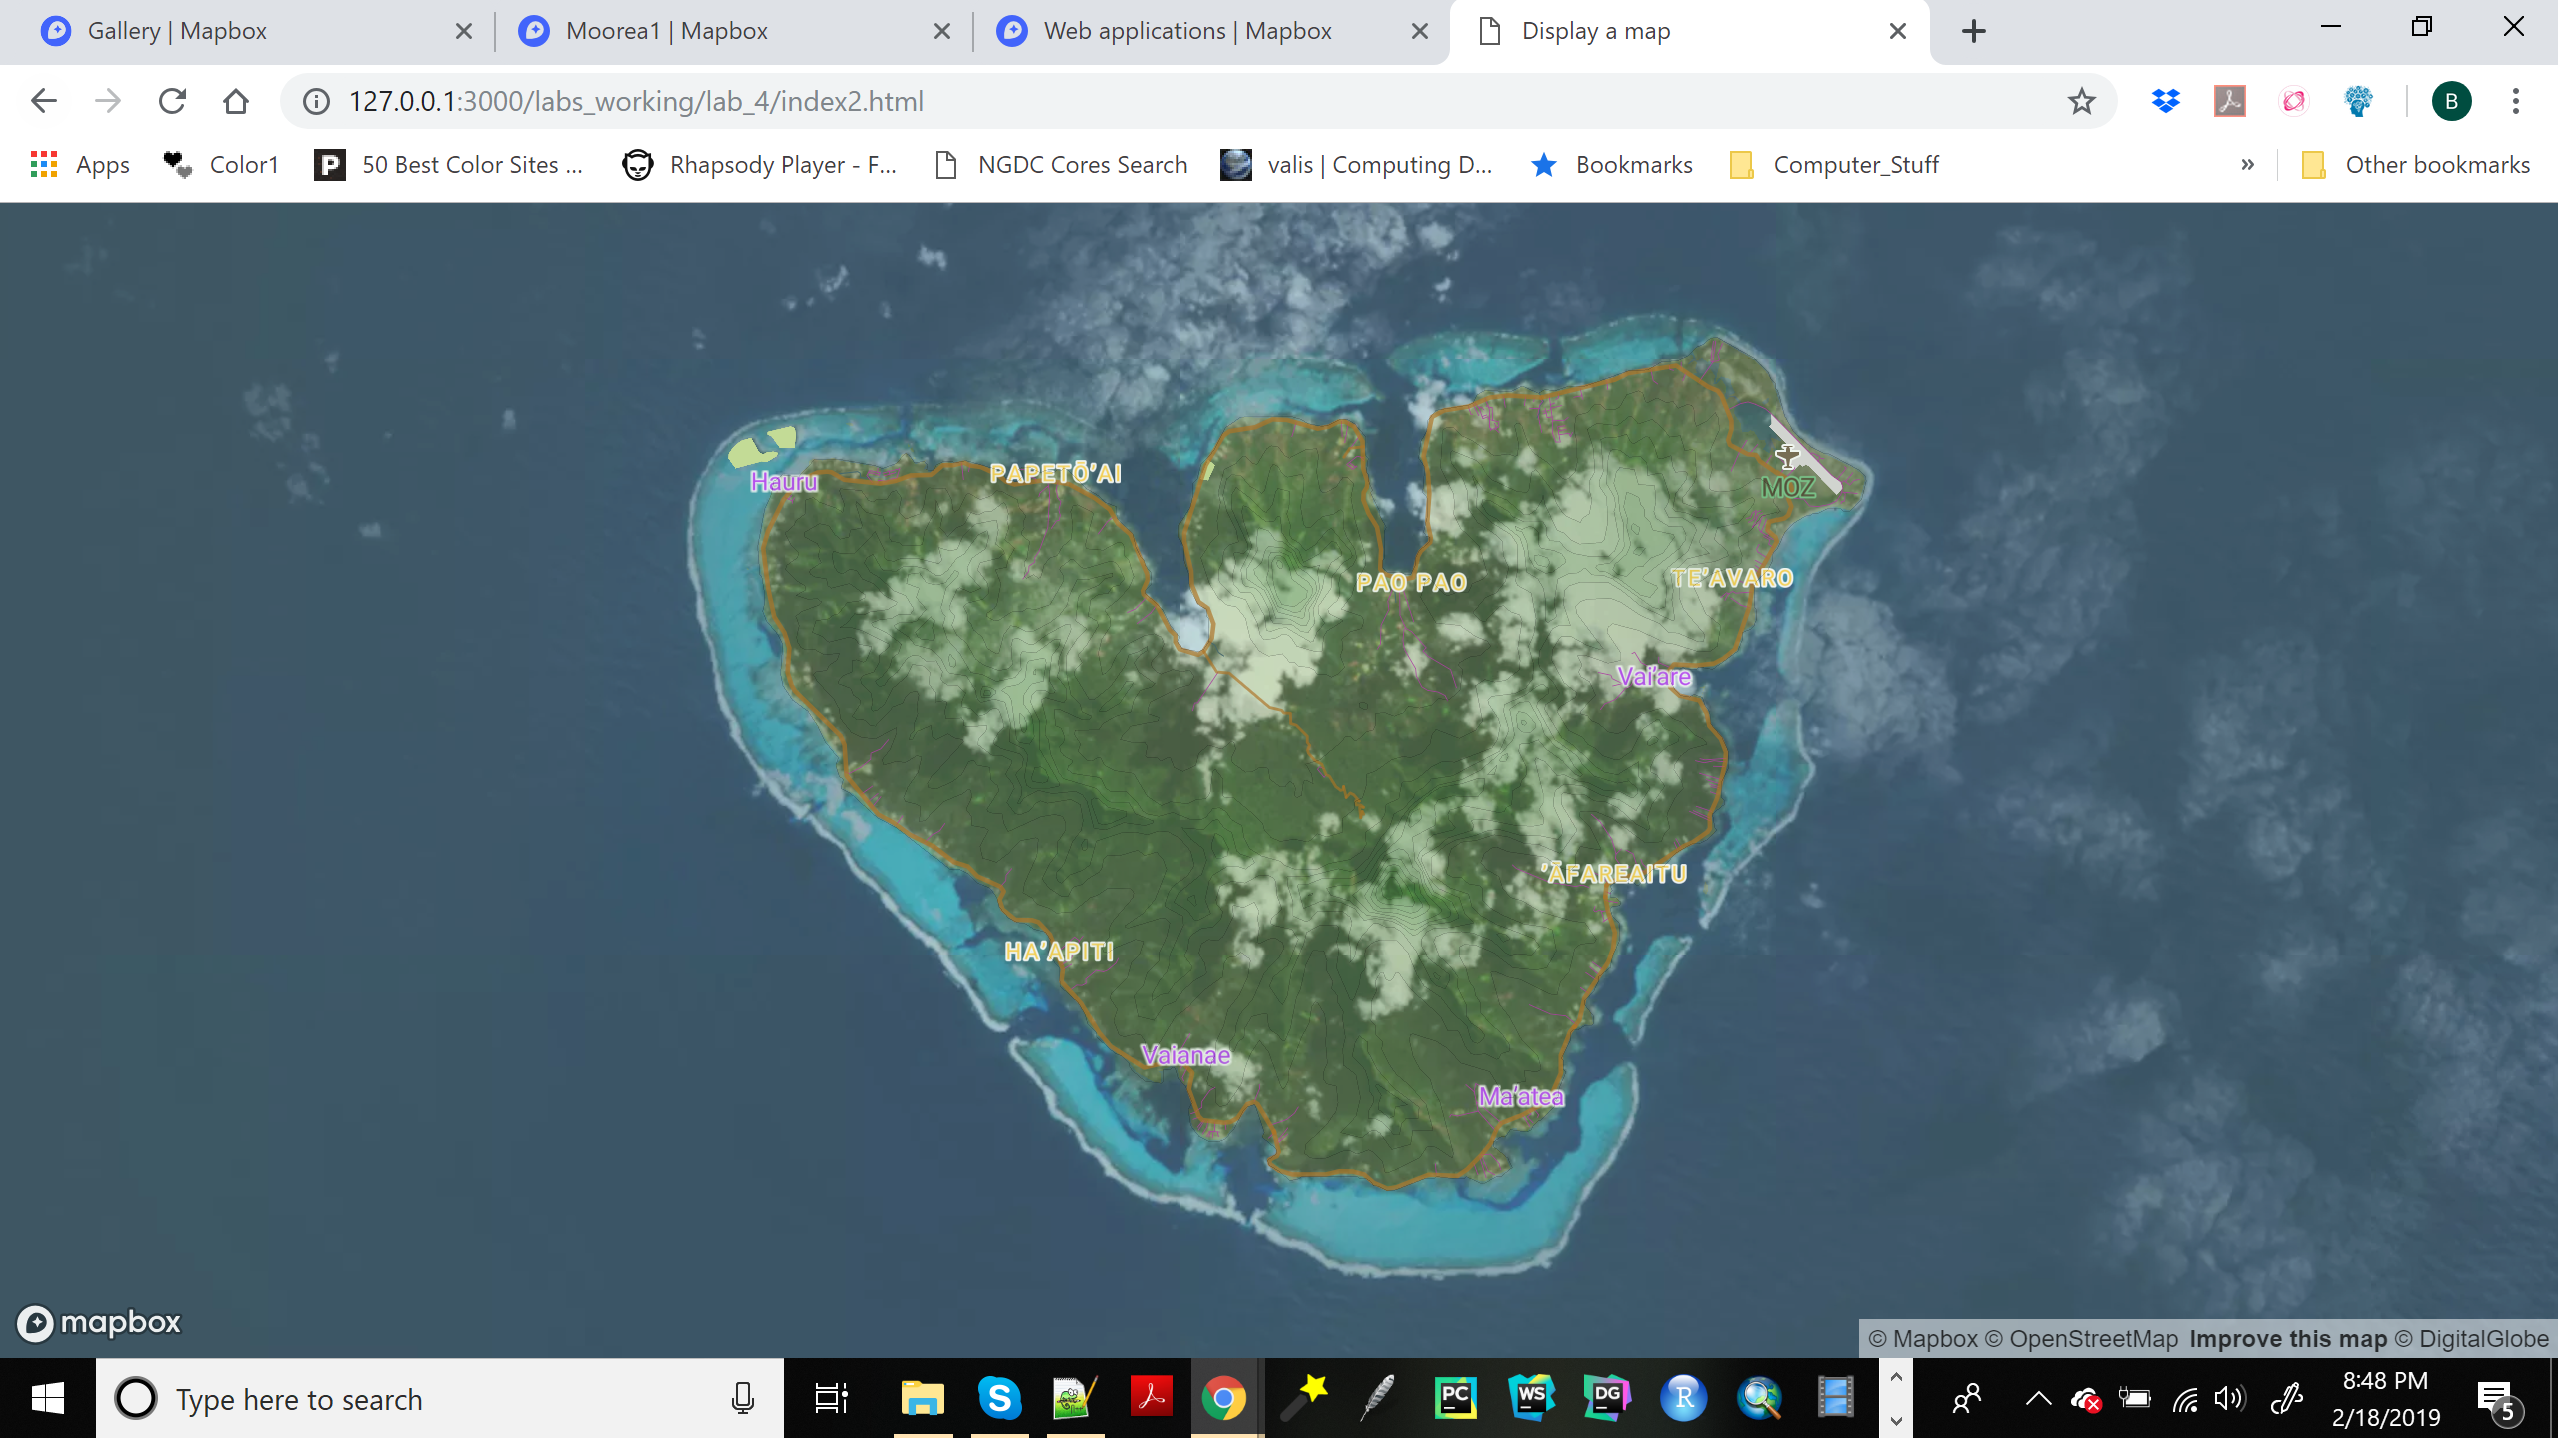 Gallery | Mapbox
Moorea1 | Mapbox
Web applications | Mapbox
Display a map
127.0.0.1:3000/labs_working/lab_4/index2.html
B
Apps
Color1
P
50 Best Color Sites ...
Rhapsody Player - F...
NGDC Cores Search
valis | Computing D...
Bookmarks
Computer_Stuff
»
Other bookmarks
PAPETŌ’AI
Hauru
MOZ
PAO PAO
TE’AVARO
Vai’are
’ĀFAREAITU
HA’APITI
Vaianae
Ma’atea
mapbox
© Mapbox © OpenStreetMap Improve this map © DigitalGlobe
Type here to search
S
PC
WS
DG
R
8:48 PM
2/18/2019
5